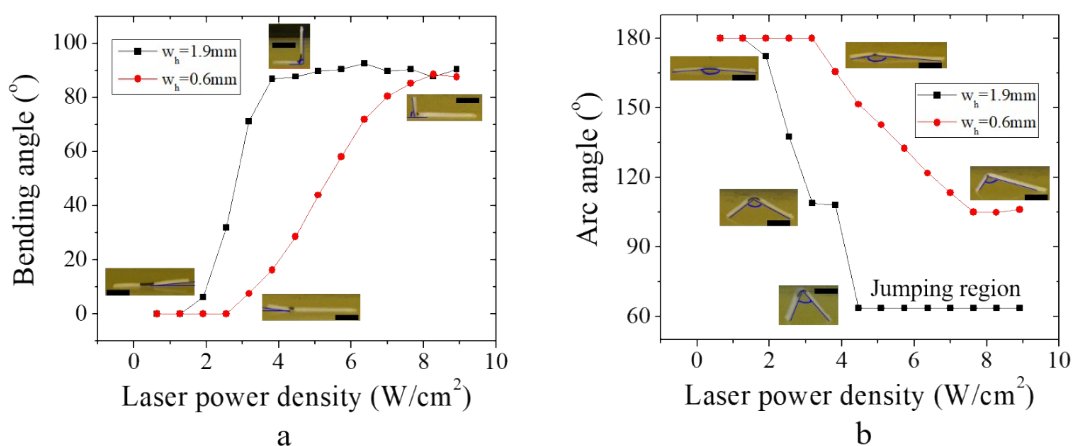 w_h=1.9mm
w_h=0.6mm
Bending angle (°)
100
80
60
40
20
0
0 2 4 6 8 10
Laser power density (W/cm²)
a
w_h=1.9mm
w_h=0.6mm
Jumping region
Arc angle (°)
180
150
120
90
60
0 2 4 6 8 10
Laser power density (W/cm²)
b